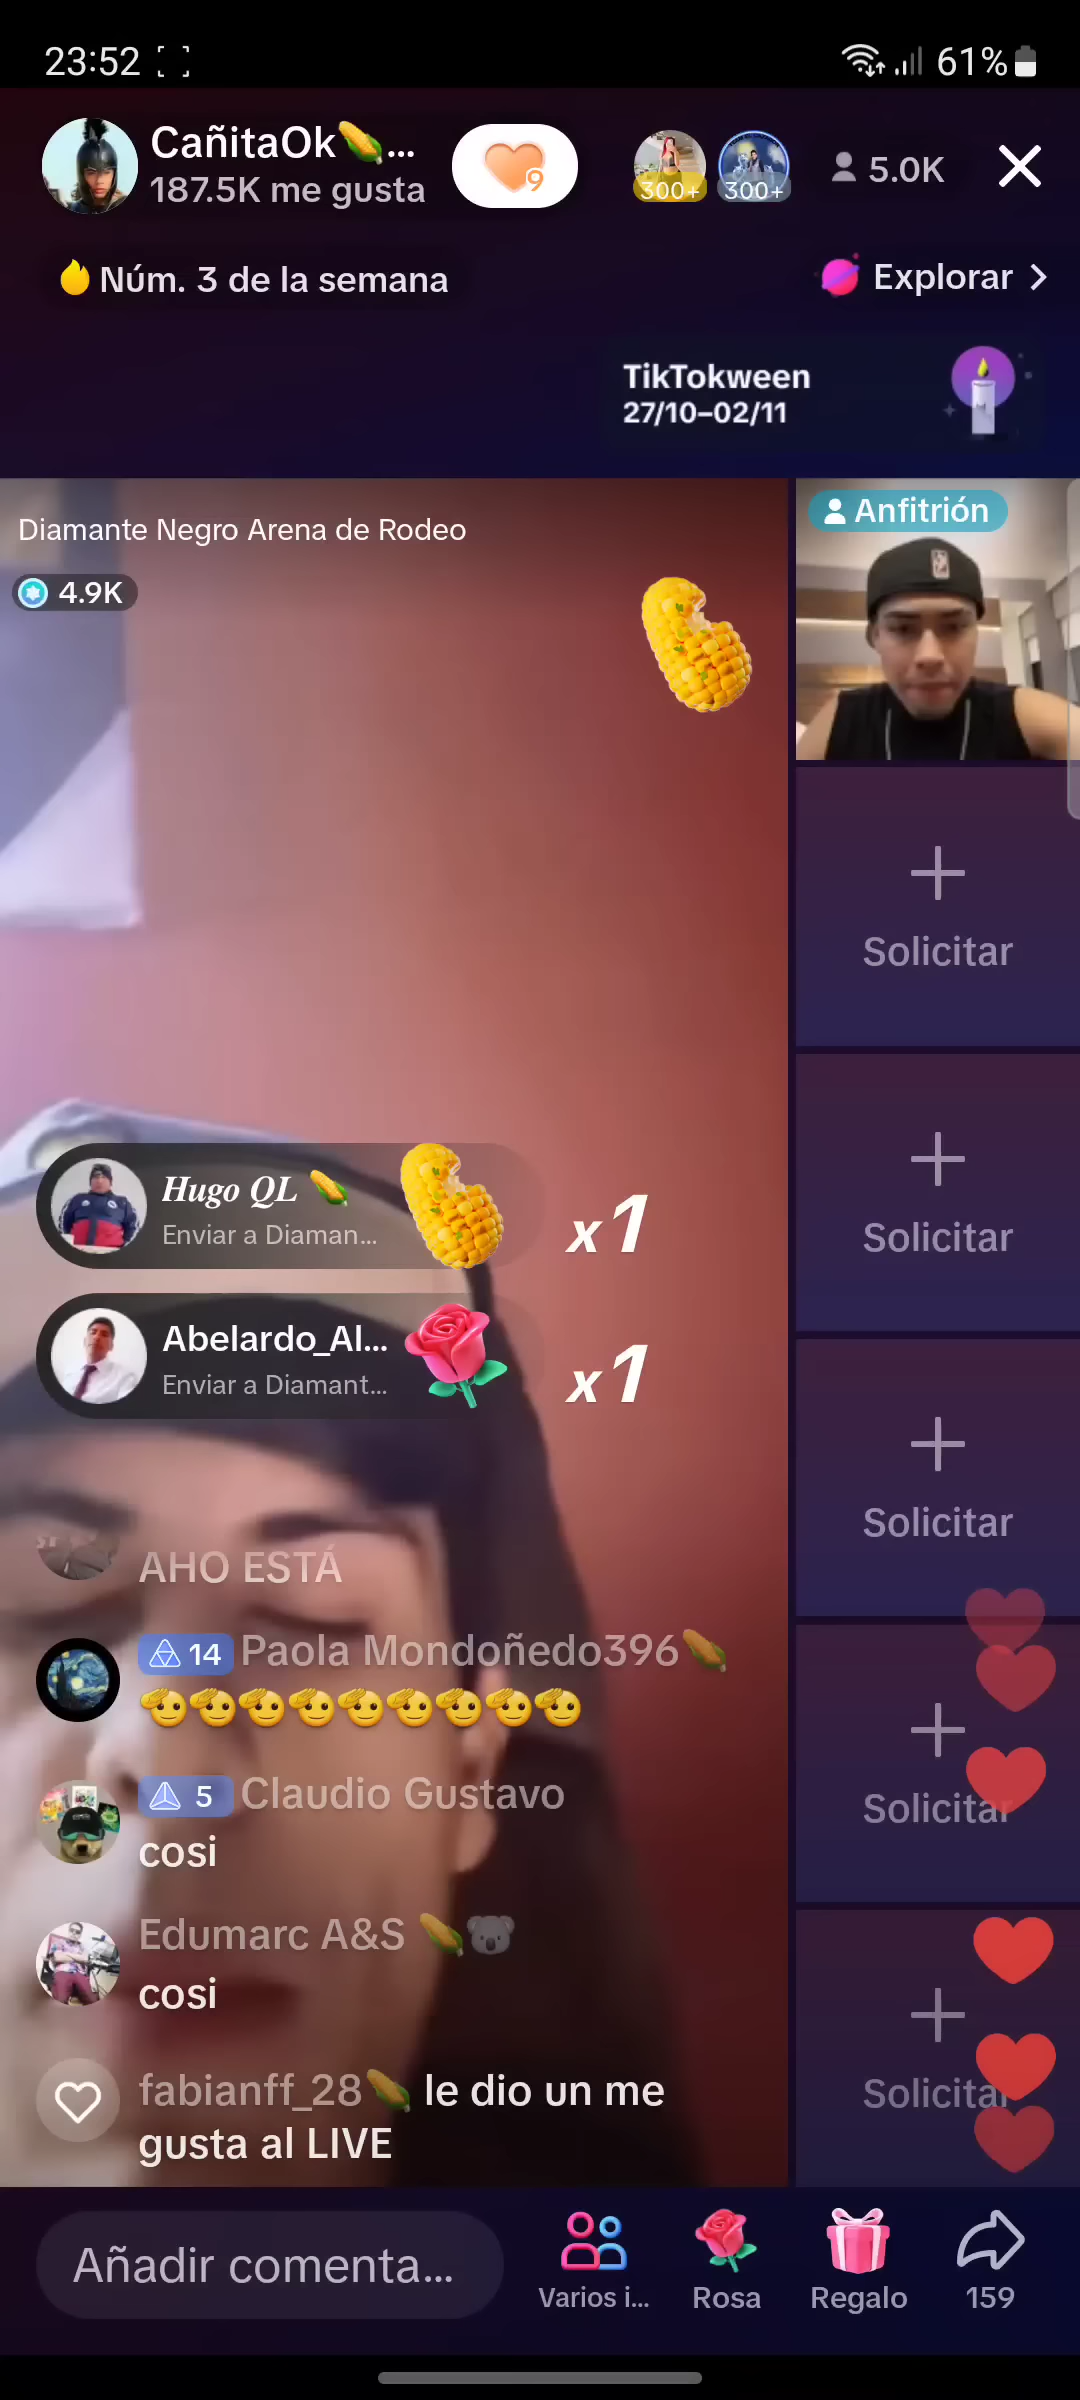 23:52
61%
CañitaOk🌽...
187.5K me gusta
9
300+
300+
5.0K
Núm. 3 de la semana
Explorar
TikTokween
27/10–02/11
Diamante Negro Arena de Rodeo
4.9K
Anfitrión
Solicitar
Solicitar
Solicitar
Solicitar
Solicitar
Hugo QL 🌽
Enviar a Diaman...
x1
Abelardo_Al...
Enviar a Diamant...
x1
AHO ESTÁ
14 Paola Mondoñedo396🌽
🫡🫡🫡🫡🫡🫡🫡🫡🫡
5 Claudio Gustavo
cosi
Edumarc A&S 🌽🐨
cosi
fabianff_28🌽 le dio un me
gusta al LIVE
Añadir comenta...
Varios i...
Rosa
Regalo
159